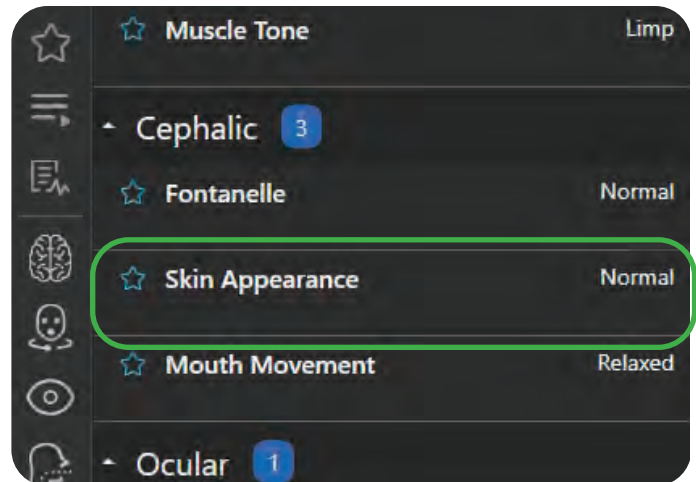 Muscle Tone Limp
Cephalic 3
Fontanelle Normal
Skin Appearance Normal
Mouth Movement Relaxed
Ocular 1